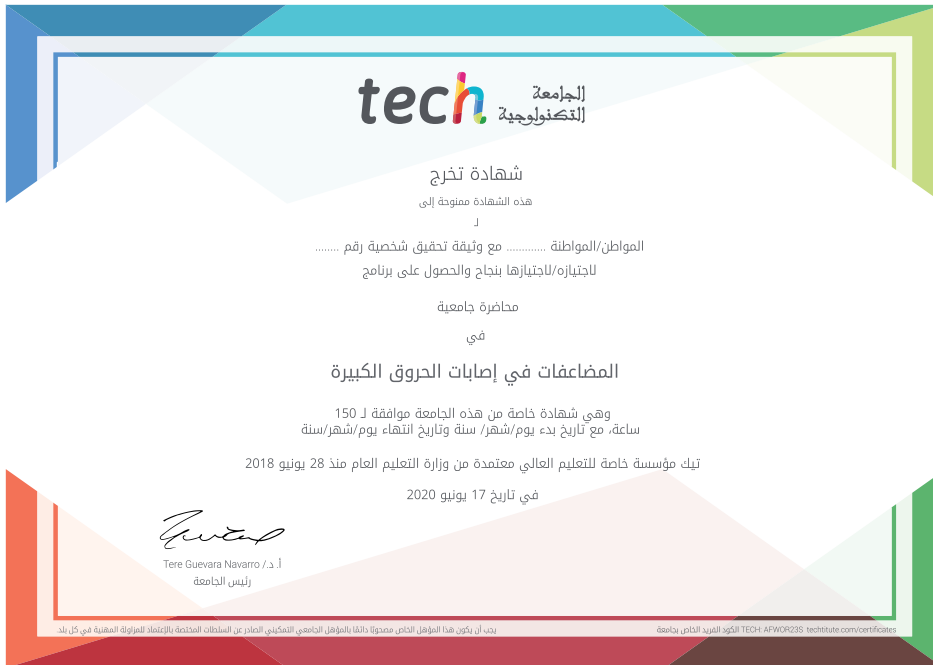 tech الجامعة
التكنولوجية
شهادة تخرج
هذه الشهادة ممنوحة إلى
لـ
المواطن/المواطنة ............ مع وثيقة تحقيق شخصية رقم ........
لاجتيازه/لاجتيازها بنجاح والحصول على برنامج
محاضرة جامعية
في
المضاعفات في إصابات الحروق الكبيرة
وهي شهادة خاصة من هذه الجامعة موافقة لـ 150
ساعة، مع تاريخ بدء يوم/شهر/ سنة وتاريخ انتهاء يوم/شهر/سنة
تيك مؤسسة خاصة للتعليم العالي معتمدة من وزارة التعليم العام منذ 28 يونيو 2018
في تاريخ 17 يونيو 2020
أ. د./ Tere Guevara Navarro
رئيس الجامعة
يجب أن يكون هذا المؤهل الخاص مصحوبًا دائمًا بالمؤهل الجامعي التمكيني الصادر عن السلطات المختصة بالإعتماد للمزاولة المهنية في كل بلد.
الكود الفريد الخاص بجامعة TECH: AFWOR23S techtitute.com/certificates